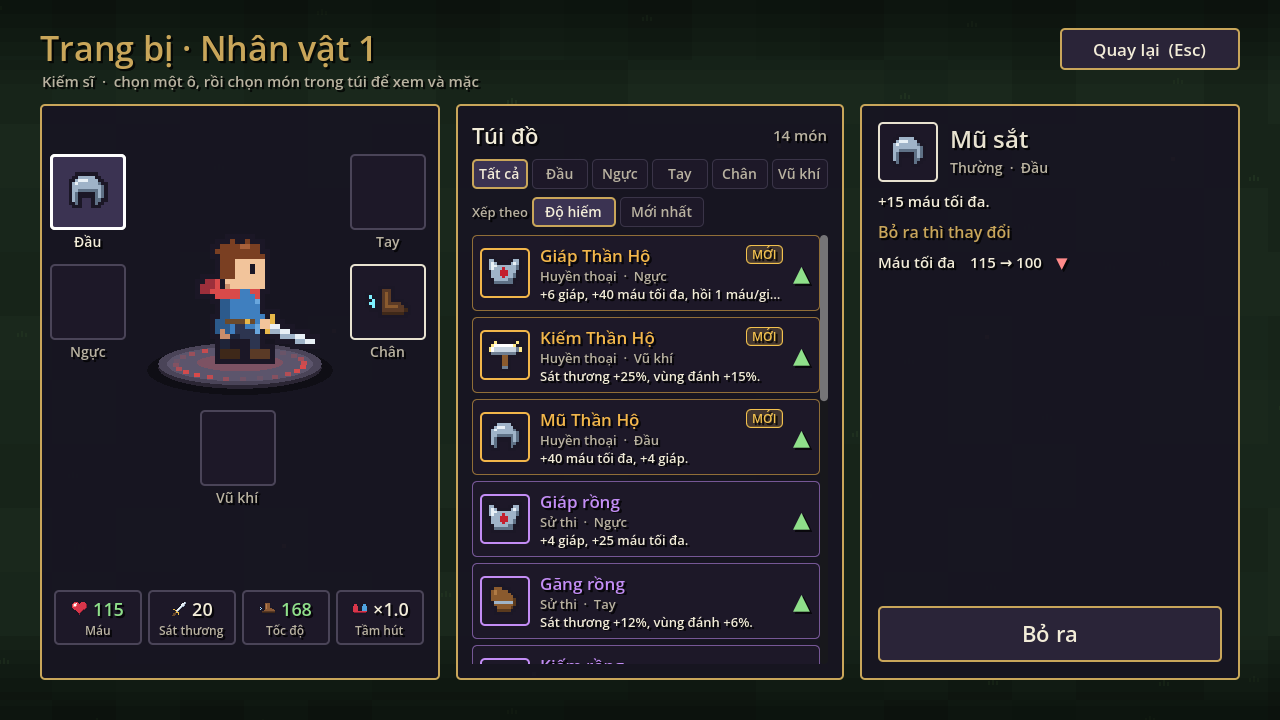 Trang bị · Nhân vật 1
Kiếm sĩ · chọn một ô, rồi chọn món trong túi để xem và mặc
Quay lại (Esc)
Đầu
Tay
Ngực
Chân
Vũ khí
115
Máu
20
Sát thương
168
Tốc độ
×1.0
Tầm hút
Túi đồ
14 món
Tất cả
Đầu
Ngực
Tay
Chân
Vũ khí
Xếp theo
Độ hiếm
Mới nhất
Giáp Thần Hộ
MỚI
Huyền thoại · Ngực
+6 giáp, +40 máu tối đa, hồi 1 máu/gi...
Kiếm Thần Hộ
MỚI
Huyền thoại · Vũ khí
Sát thương +25%, vùng đánh +15%.
Mũ Thần Hộ
MỚI
Huyền thoại · Đầu
+40 máu tối đa, +4 giáp.
Giáp rồng
Sử thi · Ngực
+4 giáp, +25 máu tối đa.
Găng rồng
Sử thi · Tay
Sát thương +12%, vùng đánh +6%.
Kiếm rồng
Mũ sắt
Thường · Đầu
+15 máu tối đa.
Bỏ ra thì thay đổi
Máu tối đa 115 → 100 ▼
Bỏ ra